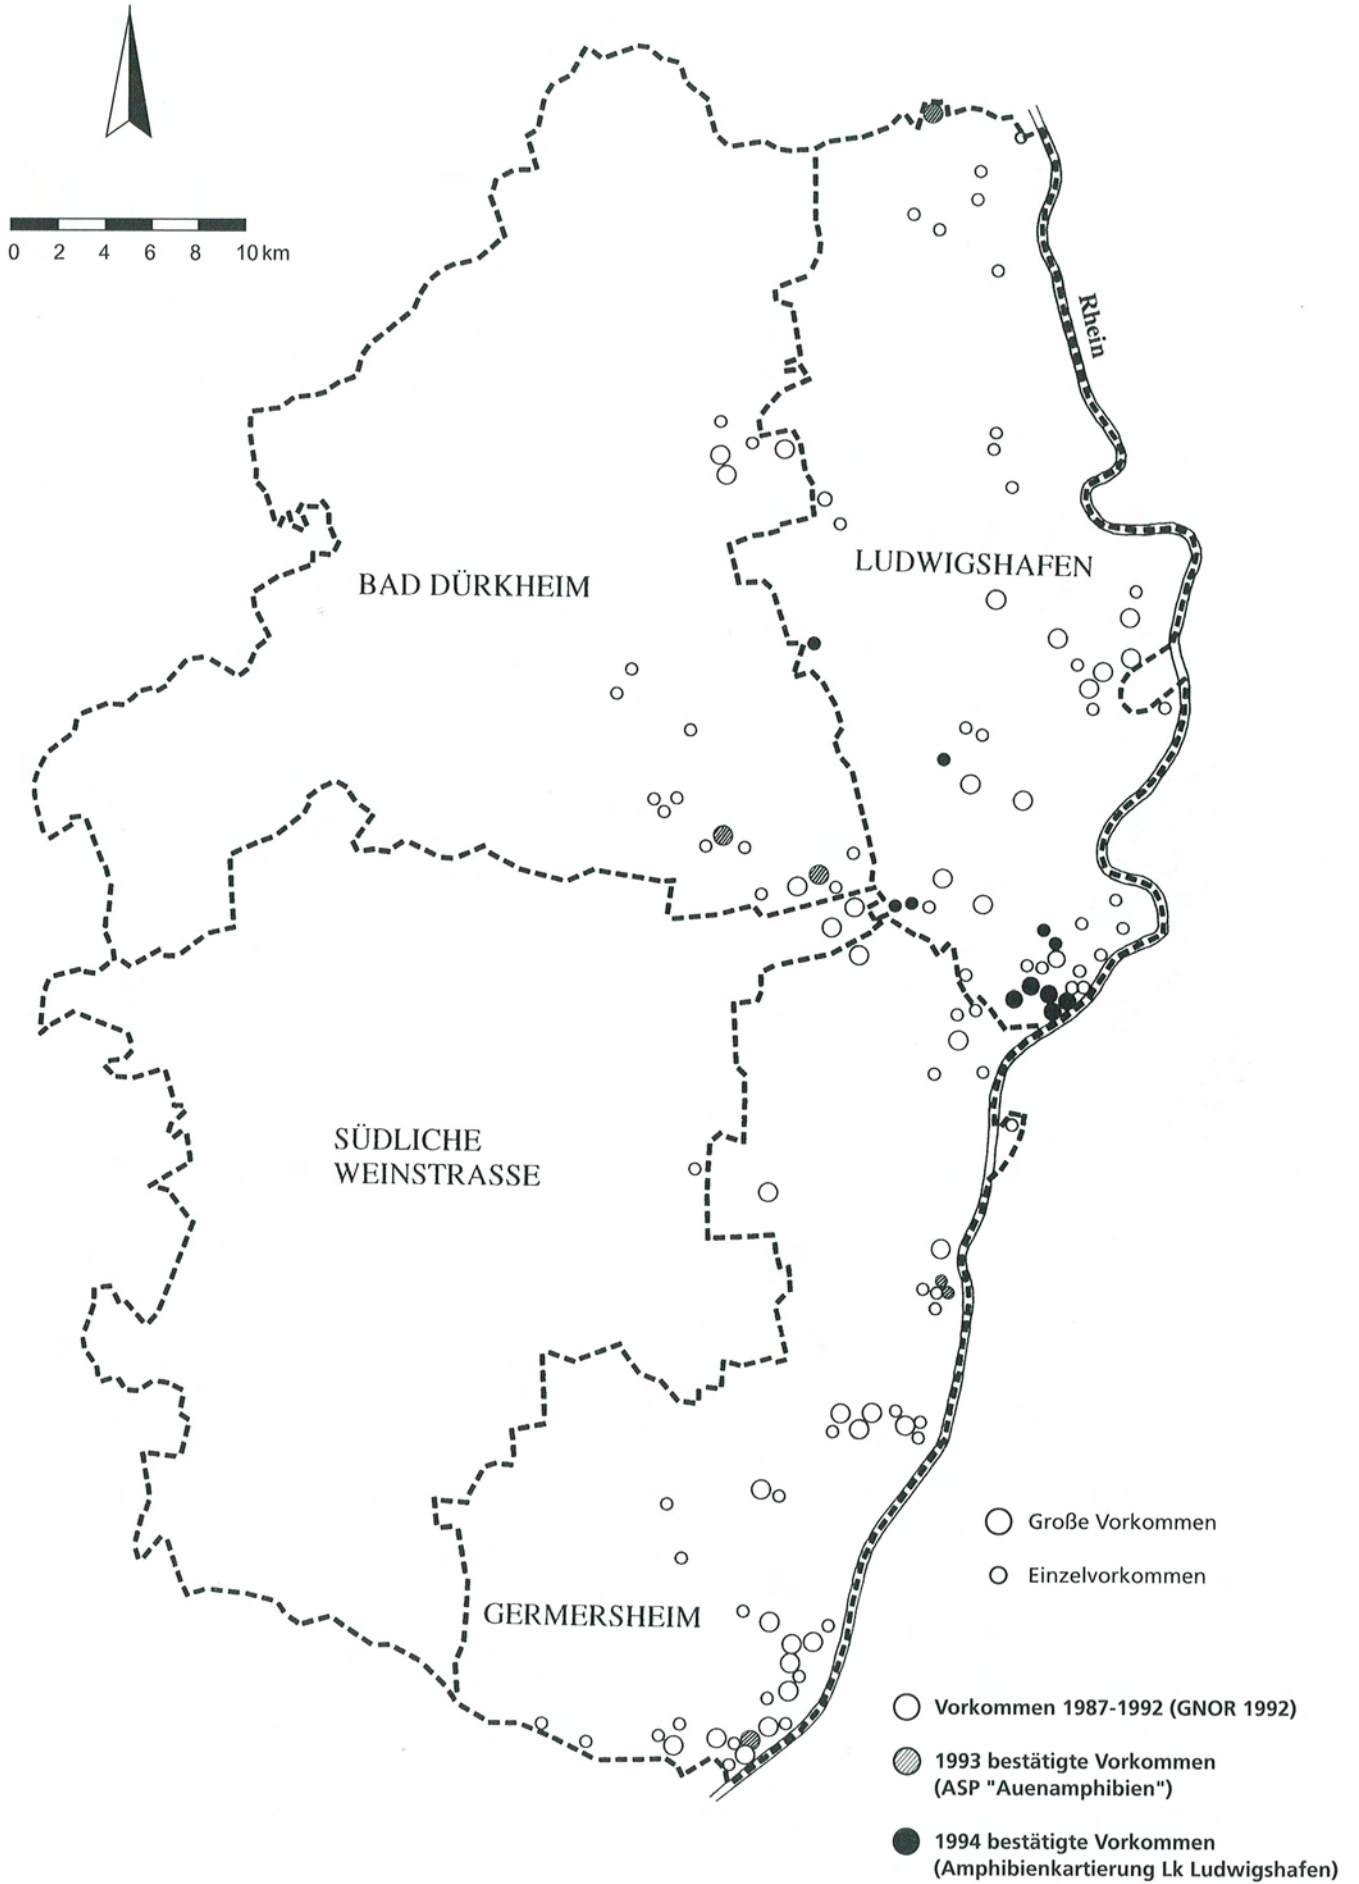 0 2 4 6 8 10 km
Rhein
LUDWIGSHAFEN
BAD DÜRKHEIM
SÜDLICHE
WEINSTRASSE
Große Vorkommen
Einzelvorkommen
GERMERSHEIM
Vorkommen 1987-1992 (GNOR 1992)
1993 bestätigte Vorkommen
(ASP "Auenamphibien")
1994 bestätigte Vorkommen
(Amphibienkartierung Lk Ludwigshafen)